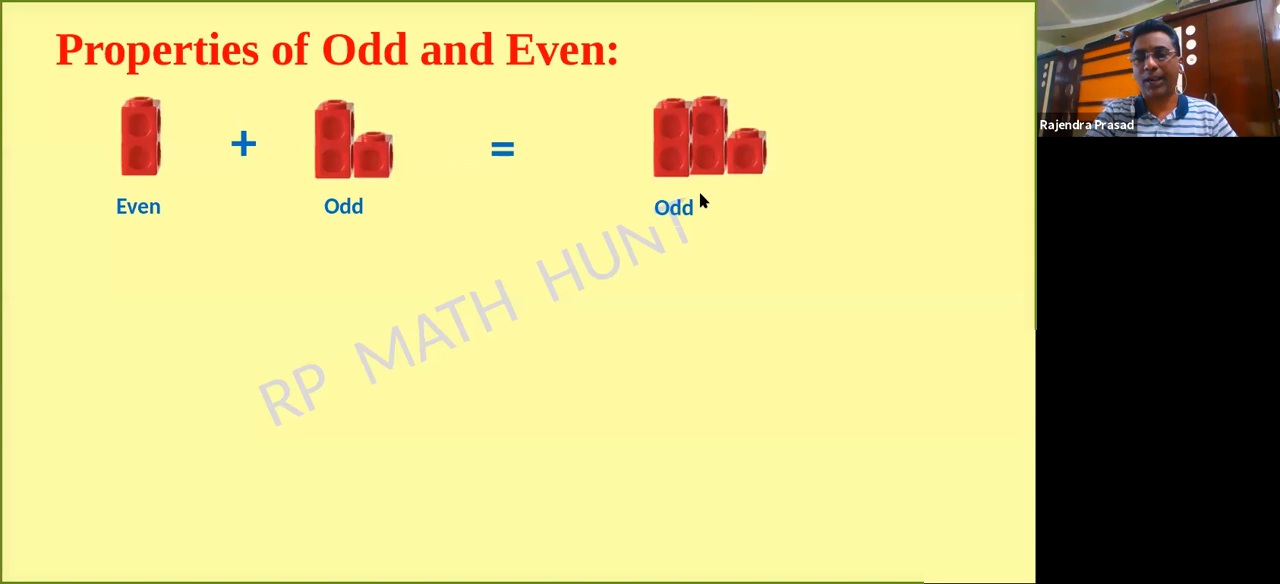 Properties of Odd and Even:
+ =
Even Odd Odd
RP MATH HUNT
Rajendra Prasad